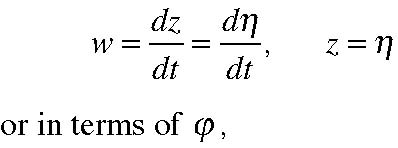 w = dz/dt = dη/dt,   z = η
or in terms of φ,